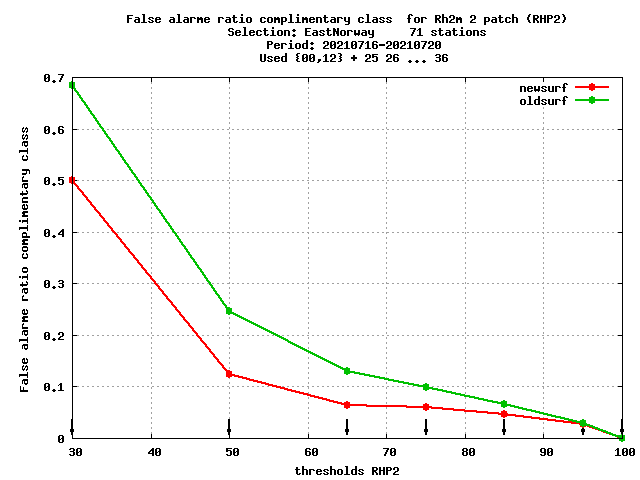 False alarme ratio complimentary class  for Rh2m 2 patch (RHP2)
Selection: EastNorway     71 stations
Period: 20210716-20210720
Used {00,12} + 25 26 ... 36
newsurf
oldsurf
False alarme ratio complimentary class
0.7
0.6
0.5
0.4
0.3
0.2
0.1
0
30 40 50 60 70 80 90 100
thresholds RHP2